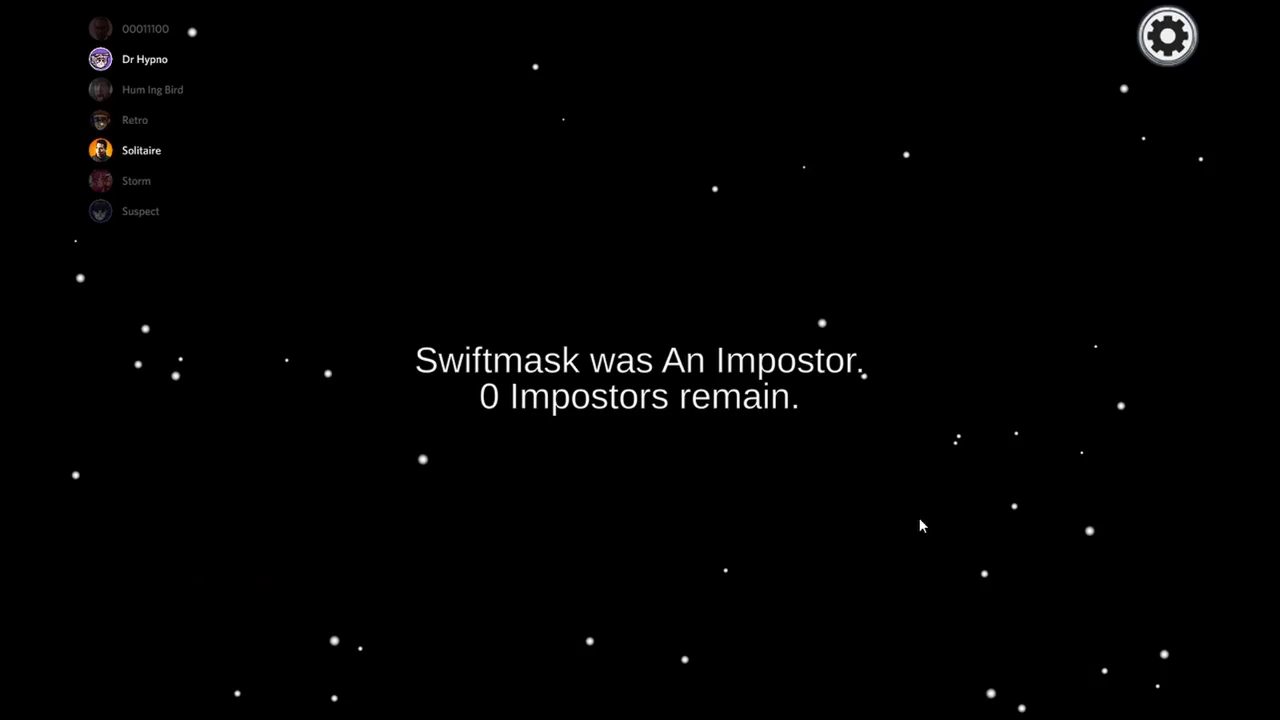 00011100
Dr Hypno
Hum Ing Bird
Retro
Solitaire
Storm
Suspect
Swiftmask was An Impostor.
0 Impostors remain.